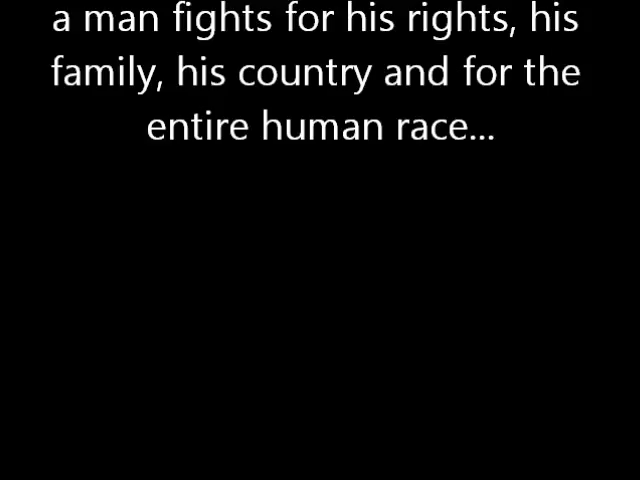 a man fights for his rights, his
family, his country and for the
entire human race...